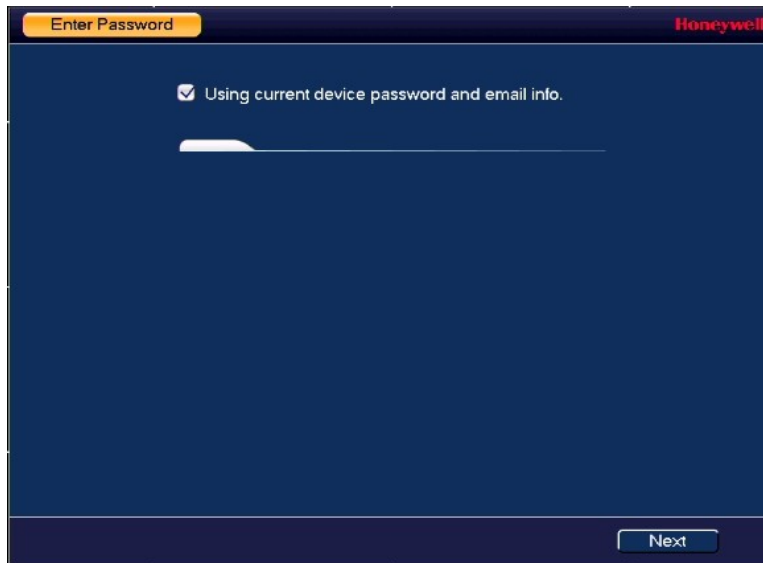 Enter Password
Honeywell
Using current device password and email info.
Next